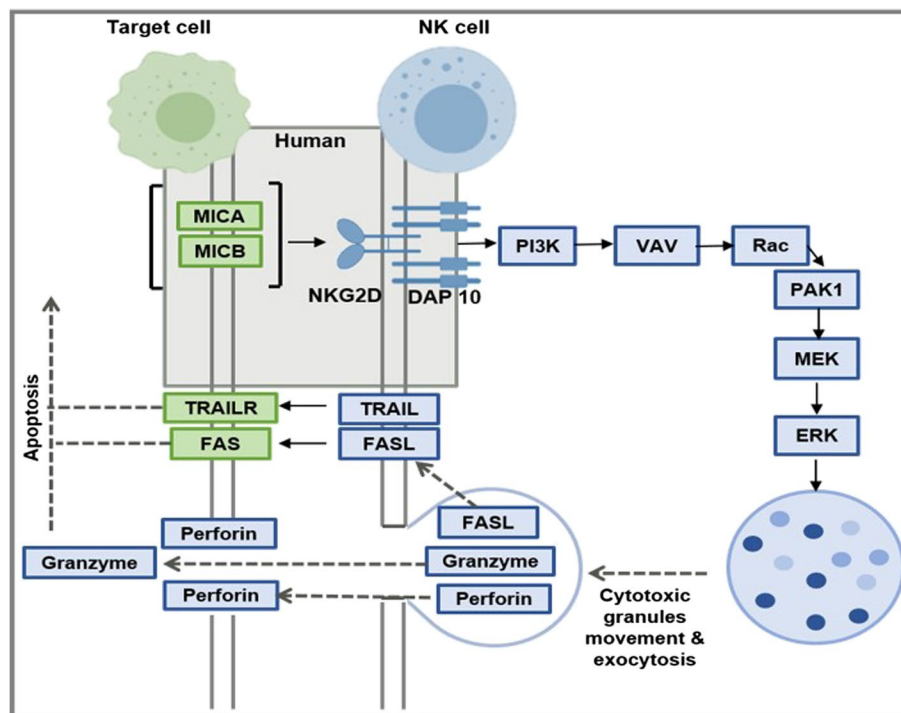 Target cell
NK cell
Human
MICA
MICB
NKG2D
DAP 10
PI3K
VAV
Rac
PAK1
MEK
ERK
Apoptosis
TRAILR
TRAIL
FAS
FASL
FASL
Perforin
Granzyme
Granzyme
Perforin
Perforin
Cytotoxic
granules
movement &
exocytosis